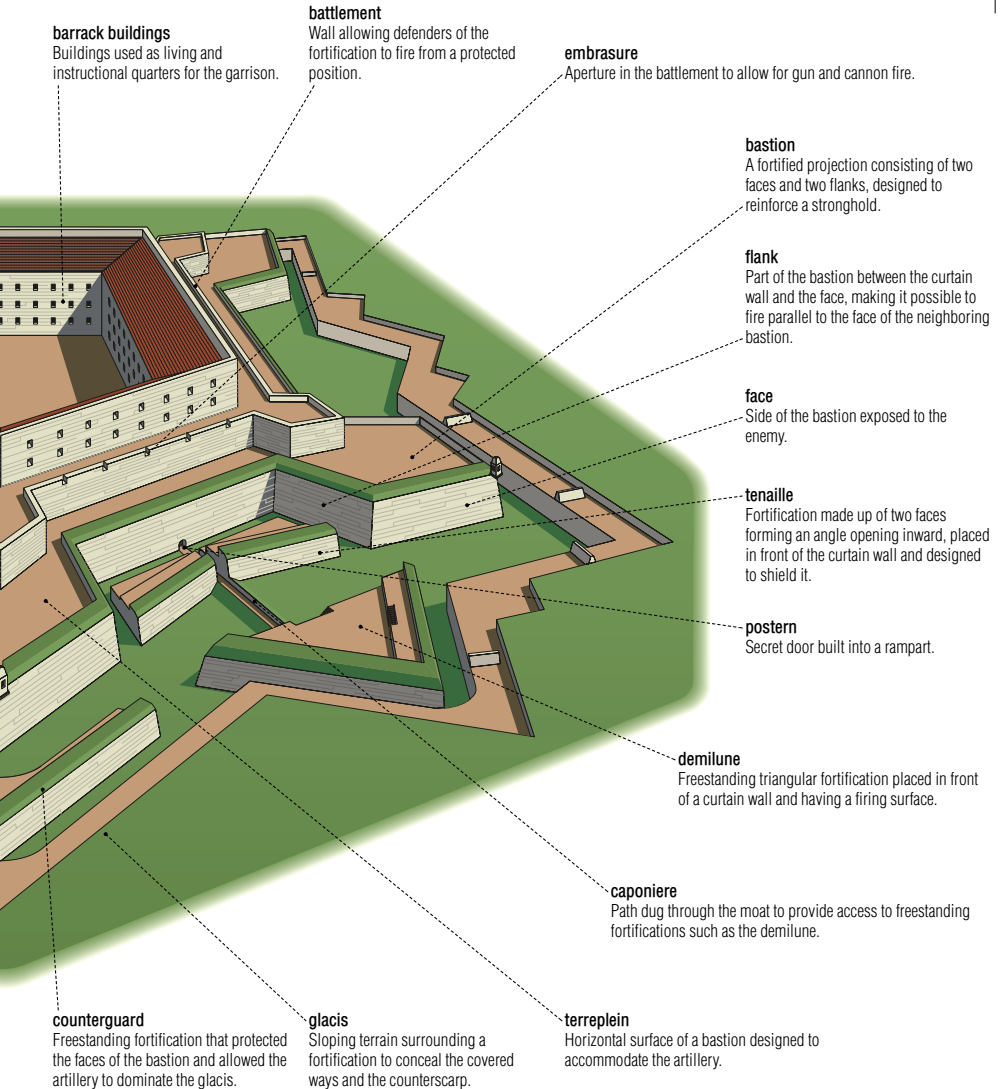 barrack buildings
Buildings used as living and
instructional quarters for the garrison.
battlement
Wall allowing defenders of the
fortification to fire from a protected
position.
embrasure
Aperture in the battlement to allow for gun and cannon fire.
bastion
A fortified projection consisting of two
faces and two flanks, designed to
reinforce a stronghold.
flank
Part of the bastion between the curtain
wall and the face, making it possible to
fire parallel to the face of the neighboring
bastion.
face
Side of the bastion exposed to the
enemy.
tenaille
Fortification made up of two faces
forming an angle opening inward, placed
in front of the curtain wall and designed
to shield it.
postern
Secret door built into a rampart.
demilune
Freestanding triangular fortification placed in front
of a curtain wall and having a firing surface.
caponiere
Path dug through the moat to provide access to freestanding
fortifications such as the demilune.
counterguard
Freestanding fortification that protected
the faces of the bastion and allowed the
artillery to dominate the glacis.
glacis
Sloping terrain surrounding a
fortification to conceal the covered
ways and the counterscarp.
terreplein
Horizontal surface of a bastion designed to
accommodate the artillery.